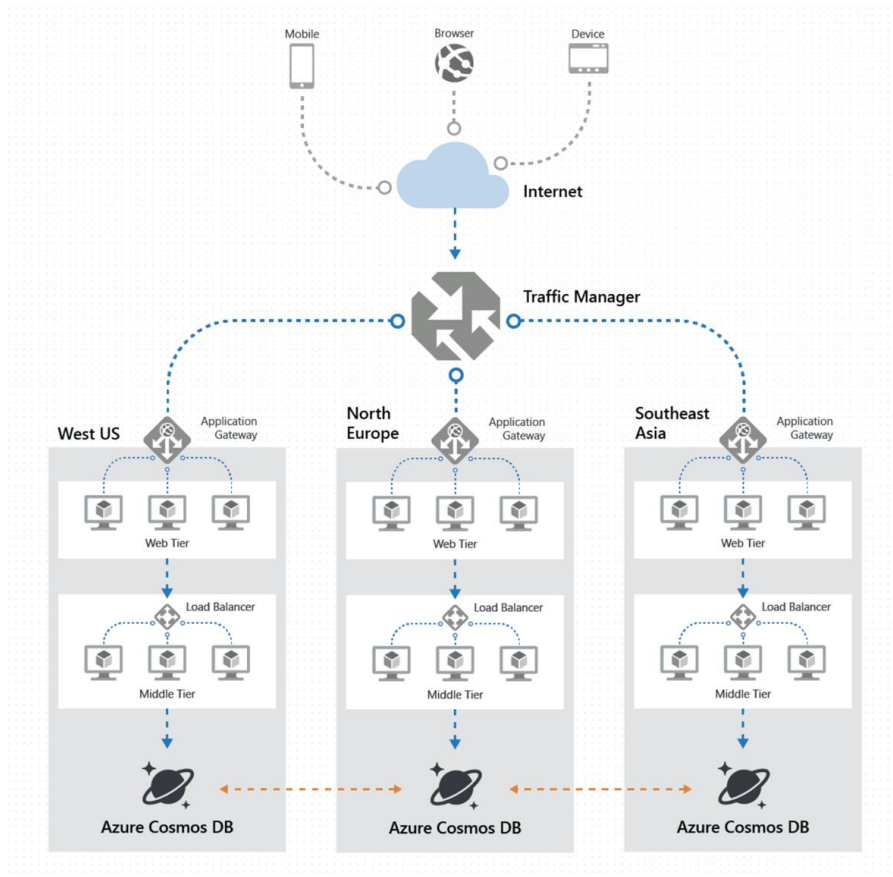 Mobile
Browser
Device
Internet
Traffic Manager
West US
Application
Gateway
North
Europe
Application
Gateway
Southeast
Asia
Application
Gateway
Web Tier
Web Tier
Web Tier
Load Balancer
Load Balancer
Load Balancer
Middle Tier
Middle Tier
Middle Tier
Azure Cosmos DB
Azure Cosmos DB
Azure Cosmos DB